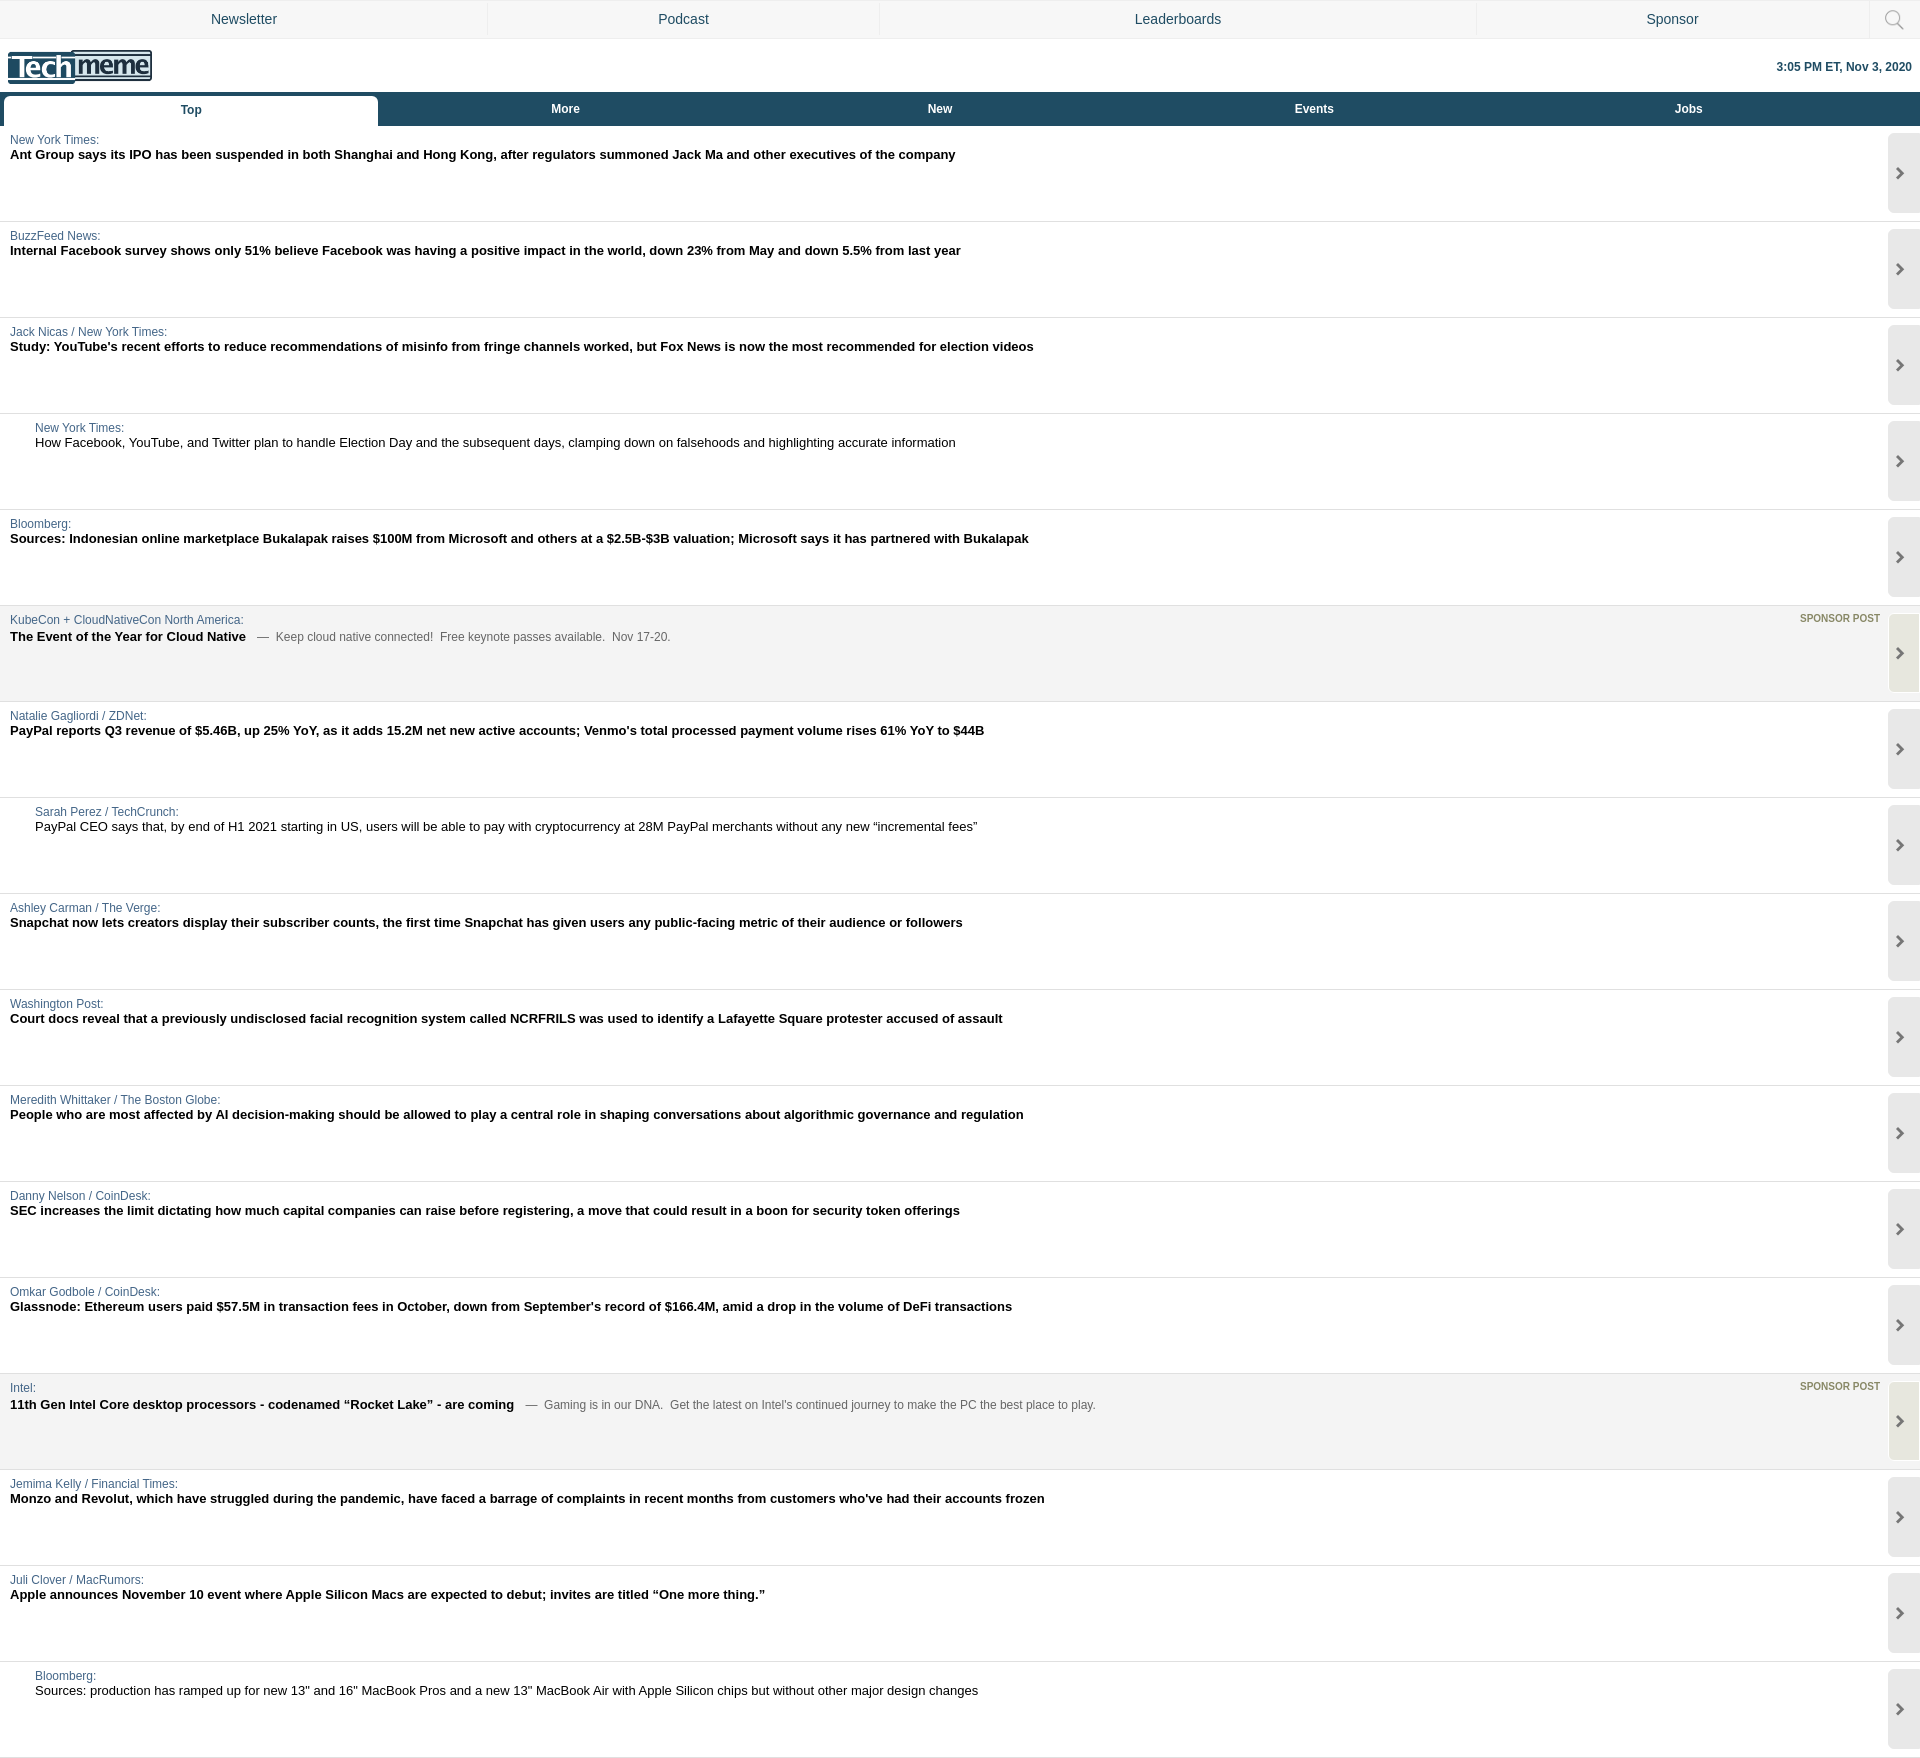 Newsletter
Podcast
Leaderboards
Sponsor
Techmeme
3:05 PM ET, Nov 3, 2020
Top
More
New
Events
Jobs
New York Times:
Ant Group says its IPO has been suspended in both Shanghai and Hong Kong, after regulators summoned Jack Ma and other executives of the company
BuzzFeed News:
Internal Facebook survey shows only 51% believe Facebook was having a positive impact in the world, down 23% from May and down 5.5% from last year
Jack Nicas / New York Times:
Study: YouTube's recent efforts to reduce recommendations of misinfo from fringe channels worked, but Fox News is now the most recommended for election videos
New York Times:
How Facebook, YouTube, and Twitter plan to handle Election Day and the subsequent days, clamping down on falsehoods and highlighting accurate information
Bloomberg:
Sources: Indonesian online marketplace Bukalapak raises $100M from Microsoft and others at a $2.5B-$3B valuation; Microsoft says it has partnered with Bukalapak
KubeCon + CloudNativeCon North America:
SPONSOR POST
The Event of the Year for Cloud Native — Keep cloud native connected! Free keynote passes available. Nov 17-20.
Natalie Gagliordi / ZDNet:
PayPal reports Q3 revenue of $5.46B, up 25% YoY, as it adds 15.2M net new active accounts; Venmo's total processed payment volume rises 61% YoY to $44B
Sarah Perez / TechCrunch:
PayPal CEO says that, by end of H1 2021 starting in US, users will be able to pay with cryptocurrency at 28M PayPal merchants without any new “incremental fees”
Ashley Carman / The Verge:
Snapchat now lets creators display their subscriber counts, the first time Snapchat has given users any public-facing metric of their audience or followers
Washington Post:
Court docs reveal that a previously undisclosed facial recognition system called NCRFRILS was used to identify a Lafayette Square protester accused of assault
Meredith Whittaker / The Boston Globe:
People who are most affected by AI decision-making should be allowed to play a central role in shaping conversations about algorithmic governance and regulation
Danny Nelson / CoinDesk:
SEC increases the limit dictating how much capital companies can raise before registering, a move that could result in a boon for security token offerings
Omkar Godbole / CoinDesk:
Glassnode: Ethereum users paid $57.5M in transaction fees in October, down from September's record of $166.4M, amid a drop in the volume of DeFi transactions
Intel:
SPONSOR POST
11th Gen Intel Core desktop processors - codenamed “Rocket Lake” - are coming — Gaming is in our DNA. Get the latest on Intel's continued journey to make the PC the best place to play.
Jemima Kelly / Financial Times:
Monzo and Revolut, which have struggled during the pandemic, have faced a barrage of complaints in recent months from customers who've had their accounts frozen
Juli Clover / MacRumors:
Apple announces November 10 event where Apple Silicon Macs are expected to debut; invites are titled “One more thing.”
Bloomberg:
Sources: production has ramped up for new 13" and 16" MacBook Pros and a new 13" MacBook Air with Apple Silicon chips but without other major design changes